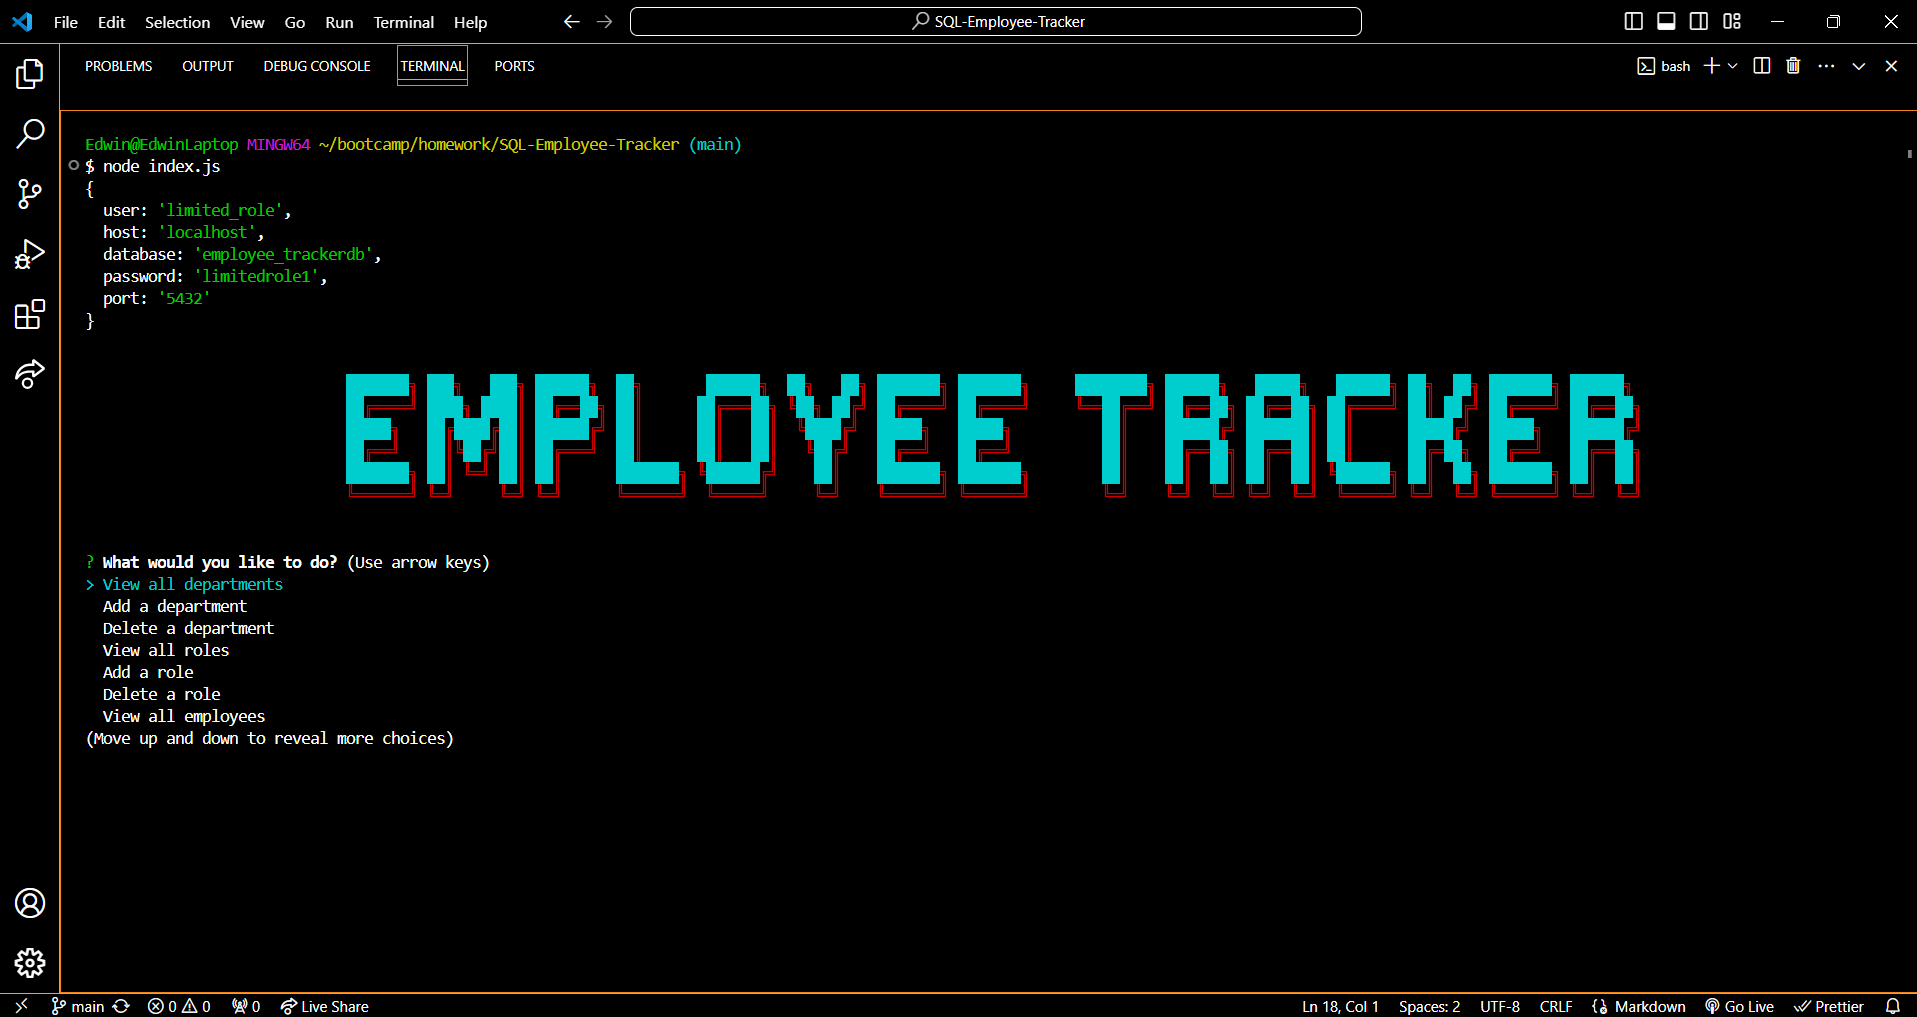 File Edit Selection View Go Run Terminal Help SQL-Employee-Tracker
PROBLEMS OUTPUT DEBUG CONSOLE TERMINAL PORTS bash
Edwin@EdwinLaptop MINGW64 ~/bootcamp/homework/SQL-Employee-Tracker (main)
$ node index.js
{
user: 'limited_role',
host: 'localhost',
database: 'employee_trackerdb',
password: 'limitedrole1',
port: '5432'
}
EMPLOYEE TRACKER
? What would you like to do? (Use arrow keys)
> View all departments
Add a department
Delete a department
View all roles
Add a role
Delete a role
View all employees
(Move up and down to reveal more choices)
main 0 0 0 Live Share Ln 18, Col 1 Spaces: 2 UTF-8 CRLF Markdown Go Live Prettier